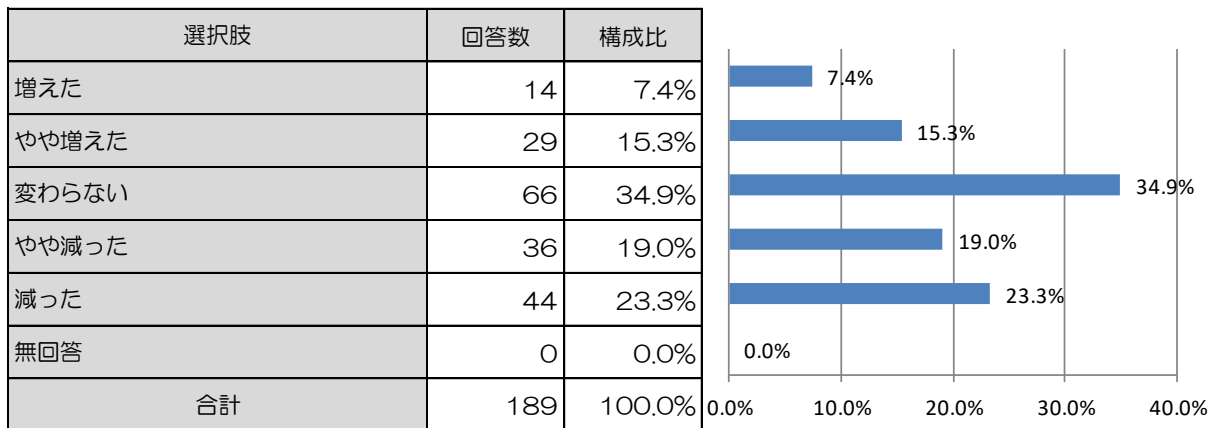 選択肢 回答数 構成比
増えた 14 7.4%
やや増えた 29 15.3%
変わらない 66 34.9%
やや減った 36 19.0%
減った 44 23.3%
無回答 0 0.0%
合計 189 100.0%
7.4%
15.3%
34.9%
19.0%
23.3%
0.0%
0.0% 10.0% 20.0% 30.0% 40.0%